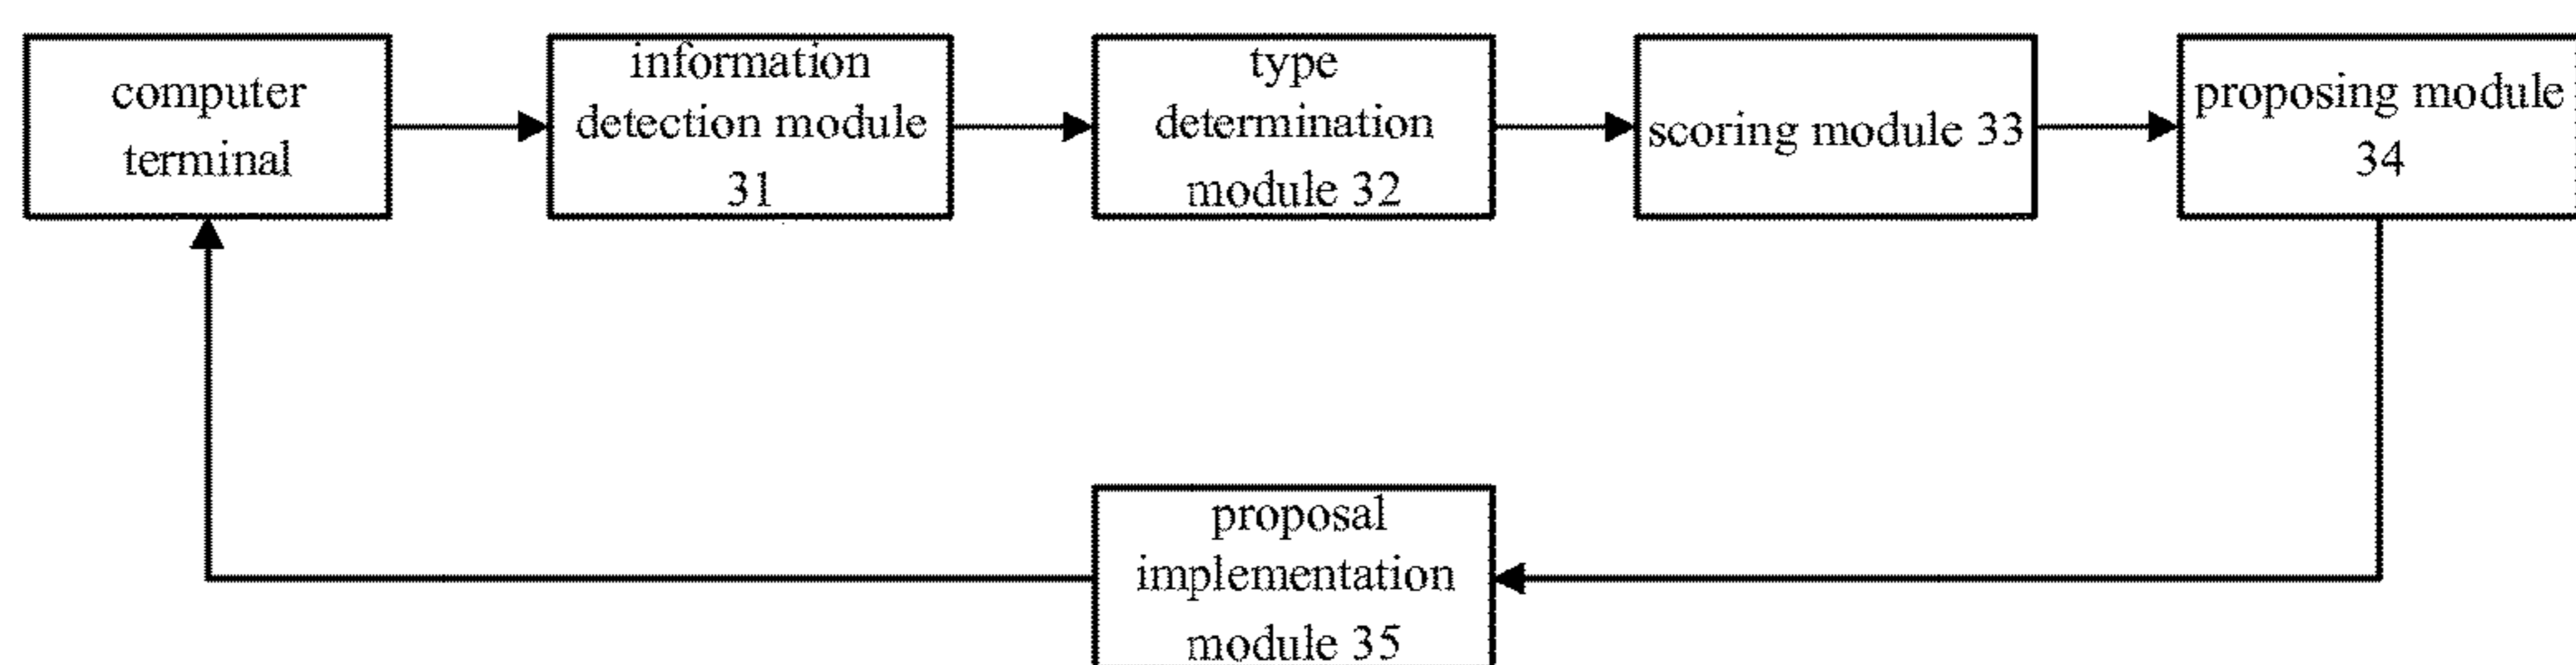 computer
terminal
information
detection module
31
type
determination
module 32
scoring module 33
proposing module
34
proposal
implementation
module 35